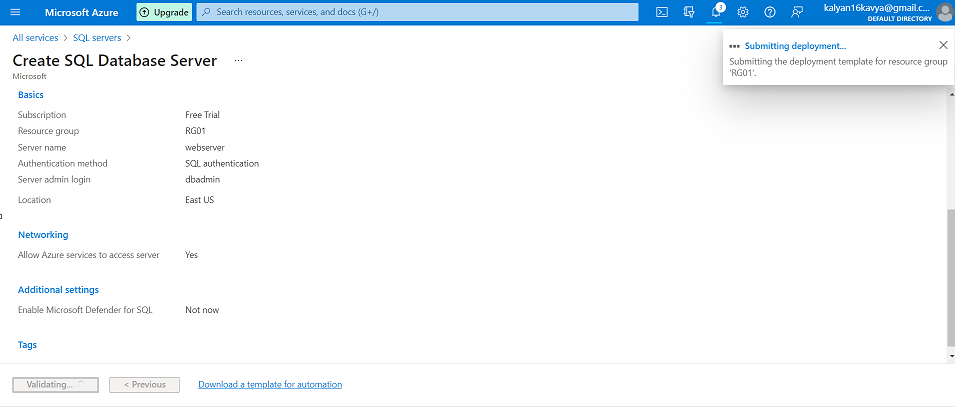 Microsoft Azure
Upgrade
Search resources, services, and docs (G+/)
3
kalyan16kavya@gmail.c...
DEFAULT DIRECTORY
All services > SQL servers >
Create SQL Database Server ...
Microsoft
Submitting deployment...
Submitting the deployment template for resource group
'RG01'.
Basics
Subscription Free Trial
Resource group RG01
Server name webserver
Authentication method SQL authentication
Server admin login dbadmin
Location East US
Networking
Allow Azure services to access server Yes
Additional settings
Enable Microsoft Defender for SQL Not now
Tags
Validating... < Previous Download a template for automation